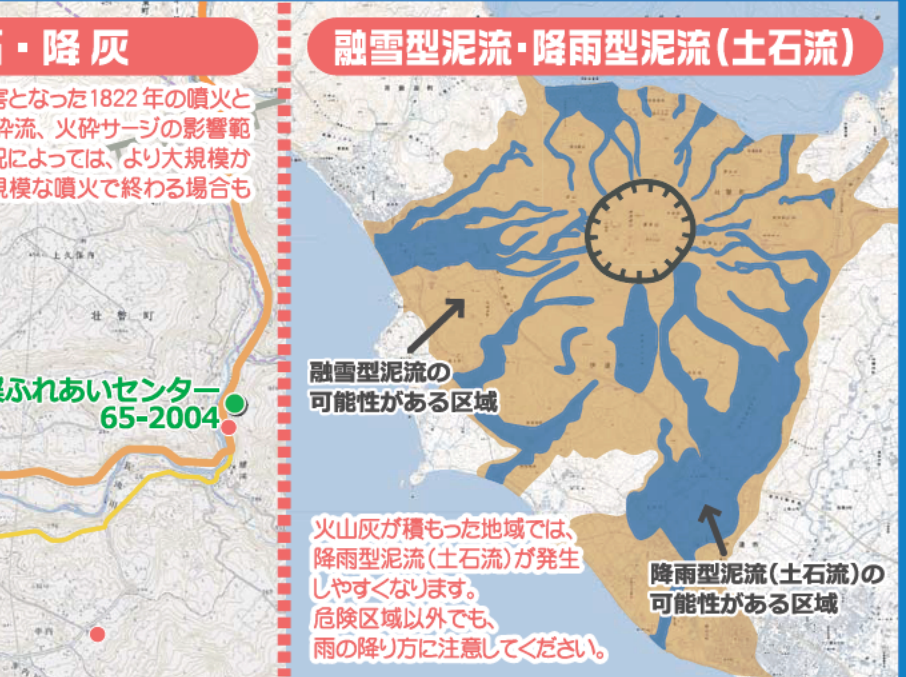 ・降灰
害となった1822年の噴火と
砕流、火砕サージの影響範
況によっては、より大規模か
規模な噴火で終わる場合も
上久保内
壮瞥町
ふれあいセンター
65-2004
長流川
融雪型泥流・降雨型泥流(土石流)
融雪型泥流の
可能性がある区域
火山灰が積もった地域では、
降雨型泥流(土石流)が発生
しやすくなります。
危険区域以外でも、
雨の降り方に注意してください。
降雨型泥流(土石流)の
可能性がある区域